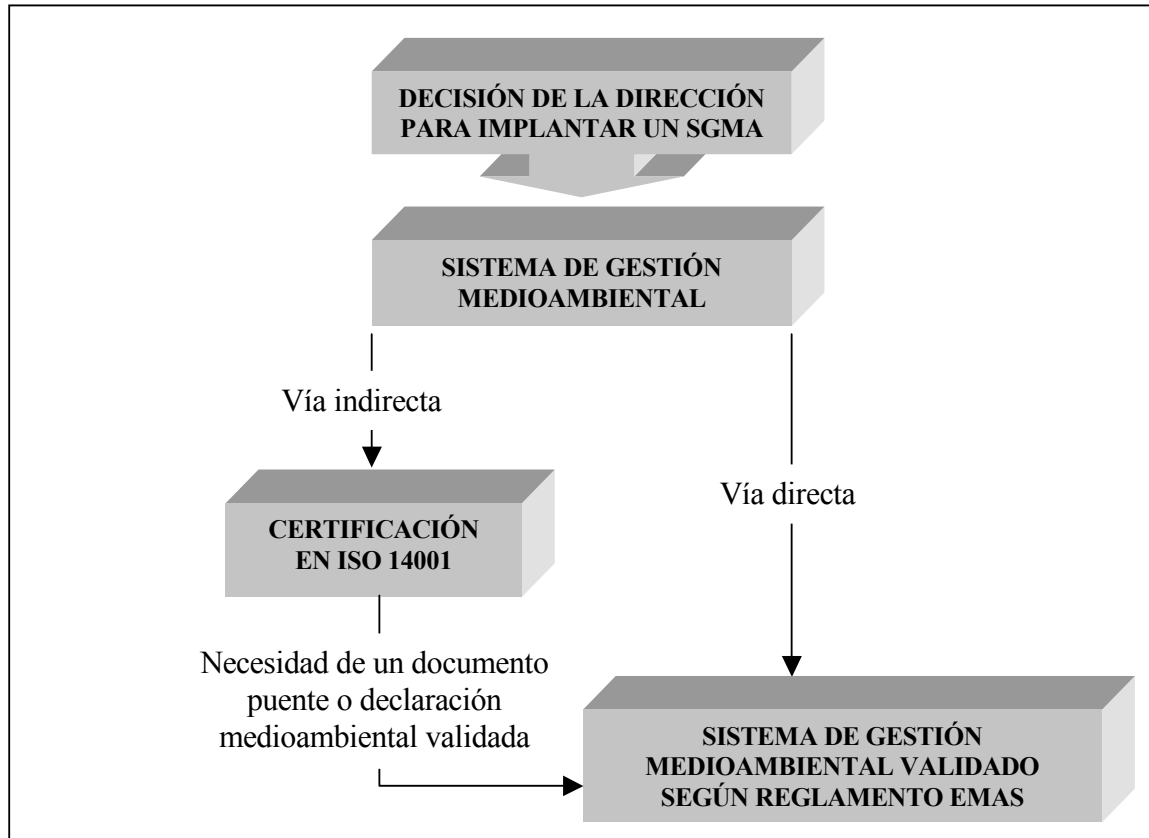 DECISIÓN DE LA DIRECCIÓN
PARA IMPLANTAR UN SGMA
SISTEMA DE GESTIÓN
MEDIOAMBIENTAL
Vía indirecta
CERTIFICACIÓN
EN ISO 14001
Vía directa
Necesidad de un documento
puente o declaración
medioambiental validada
SISTEMA DE GESTIÓN
MEDIOAMBIENTAL VALIDADO
SEGÚN REGLAMENTO EMAS